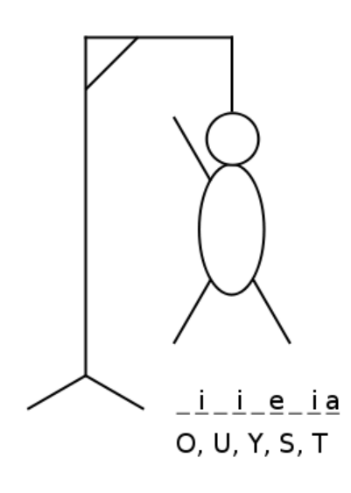 _i_i_e_ia
O, U, Y, S, T